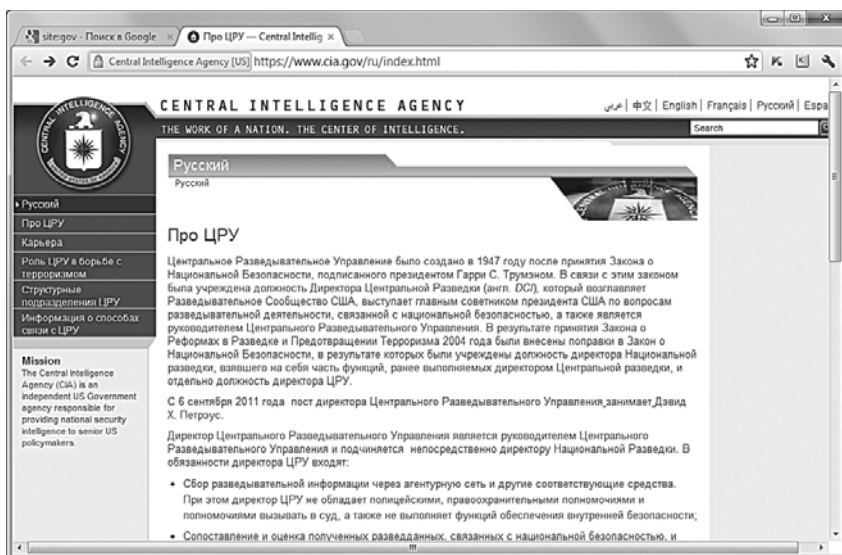 site:gov - Поиск в Google
Про ЦРУ — Central Intellig
Central Intelligence Agency [US] https://www.cia.gov/ru/index.html
CENTRAL INTELLIGENCE AGENCY
عربي | 中文 | English | Français | Русский | Espa
THE WORK OF A NATION. THE CENTER OF INTELLIGENCE.
Search
CENTRAL INTELLIGENCE AGENCY
UNITED STATES OF AMERICA
Русский
Русский
Русский
Про ЦРУ
Карьера
Роль ЦРУ в борьбе с
терроризмом
Структурные
подразделения ЦРУ
Информация о способах
связи с ЦРУ
Mission
The Central Intelligence
Agency (CIA) is an
independent US Government
agency responsible for
providing national security
intelligence to senior US
policymakers.
Про ЦРУ
Центральное Разведывательное Управление было создано в 1947 году после принятия Закона о
Национальной Безопасности, подписанного президентом Гарри С. Трумэном. В связи с этим законом
была учреждена должность Директора Центральной Разведки (англ. DCI), который возглавляет
Разведывательное Сообщество США, выступает главным советником президента США по вопросам
разведывательной деятельности, связанной с национальной безопасностью, а также является
руководителем Центрального Разведывательного Управления. В результате принятия Закона о
Реформах в Разведке и Предотвращении Терроризма 2004 года были внесены поправки в Закон о
Национальной Безопасности, в результате которых были учреждены должность директора Национальной
разведки, взявшего на себя часть функций, ранее выполняемых директором Центральной разведки, и
отдельно должность директора ЦРУ.
С 6 сентября 2011 года пост директора Центрального Разведывательного Управления занимает Дэвид
Х. Петрэус.
Директор Центрального Разведывательного Управления является руководителем Центрального
Разведывательного Управления и подчиняется непосредственно директору Национальной Разведки. В
обязанности директора ЦРУ входят:
• Сбор разведывательной информации через агентурную сеть и другие соответствующие средства.
При этом директор ЦРУ не обладает полицейскими, правоохранительными полномочиями и
полномочиями вызывать в суд, а также не выполняет функций обеспечения внутренней безопасности;
• Сопоставление и оценка полученных разведданных, связанных с национальной безопасностью, и